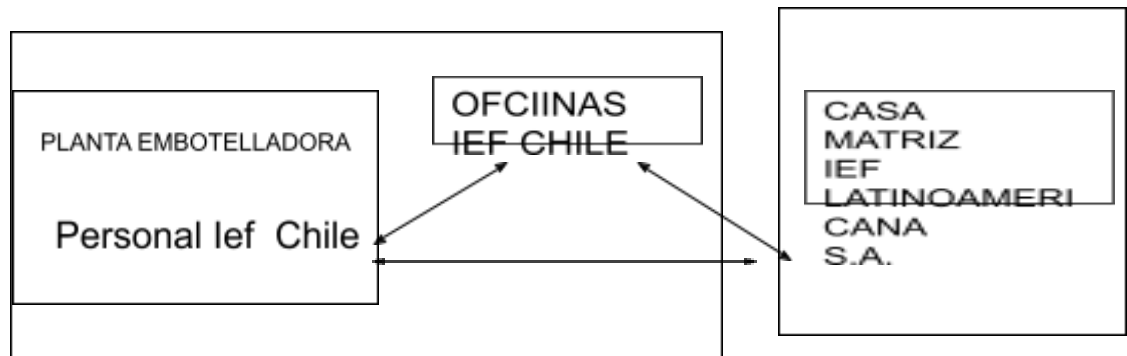 PLANTA EMBOTELLADORA
Personal Ief Chile
OFCIINAS
IEF CHILE
CASA
MATRIZ
IEF
LATINOAMERI
CANA
S.A.